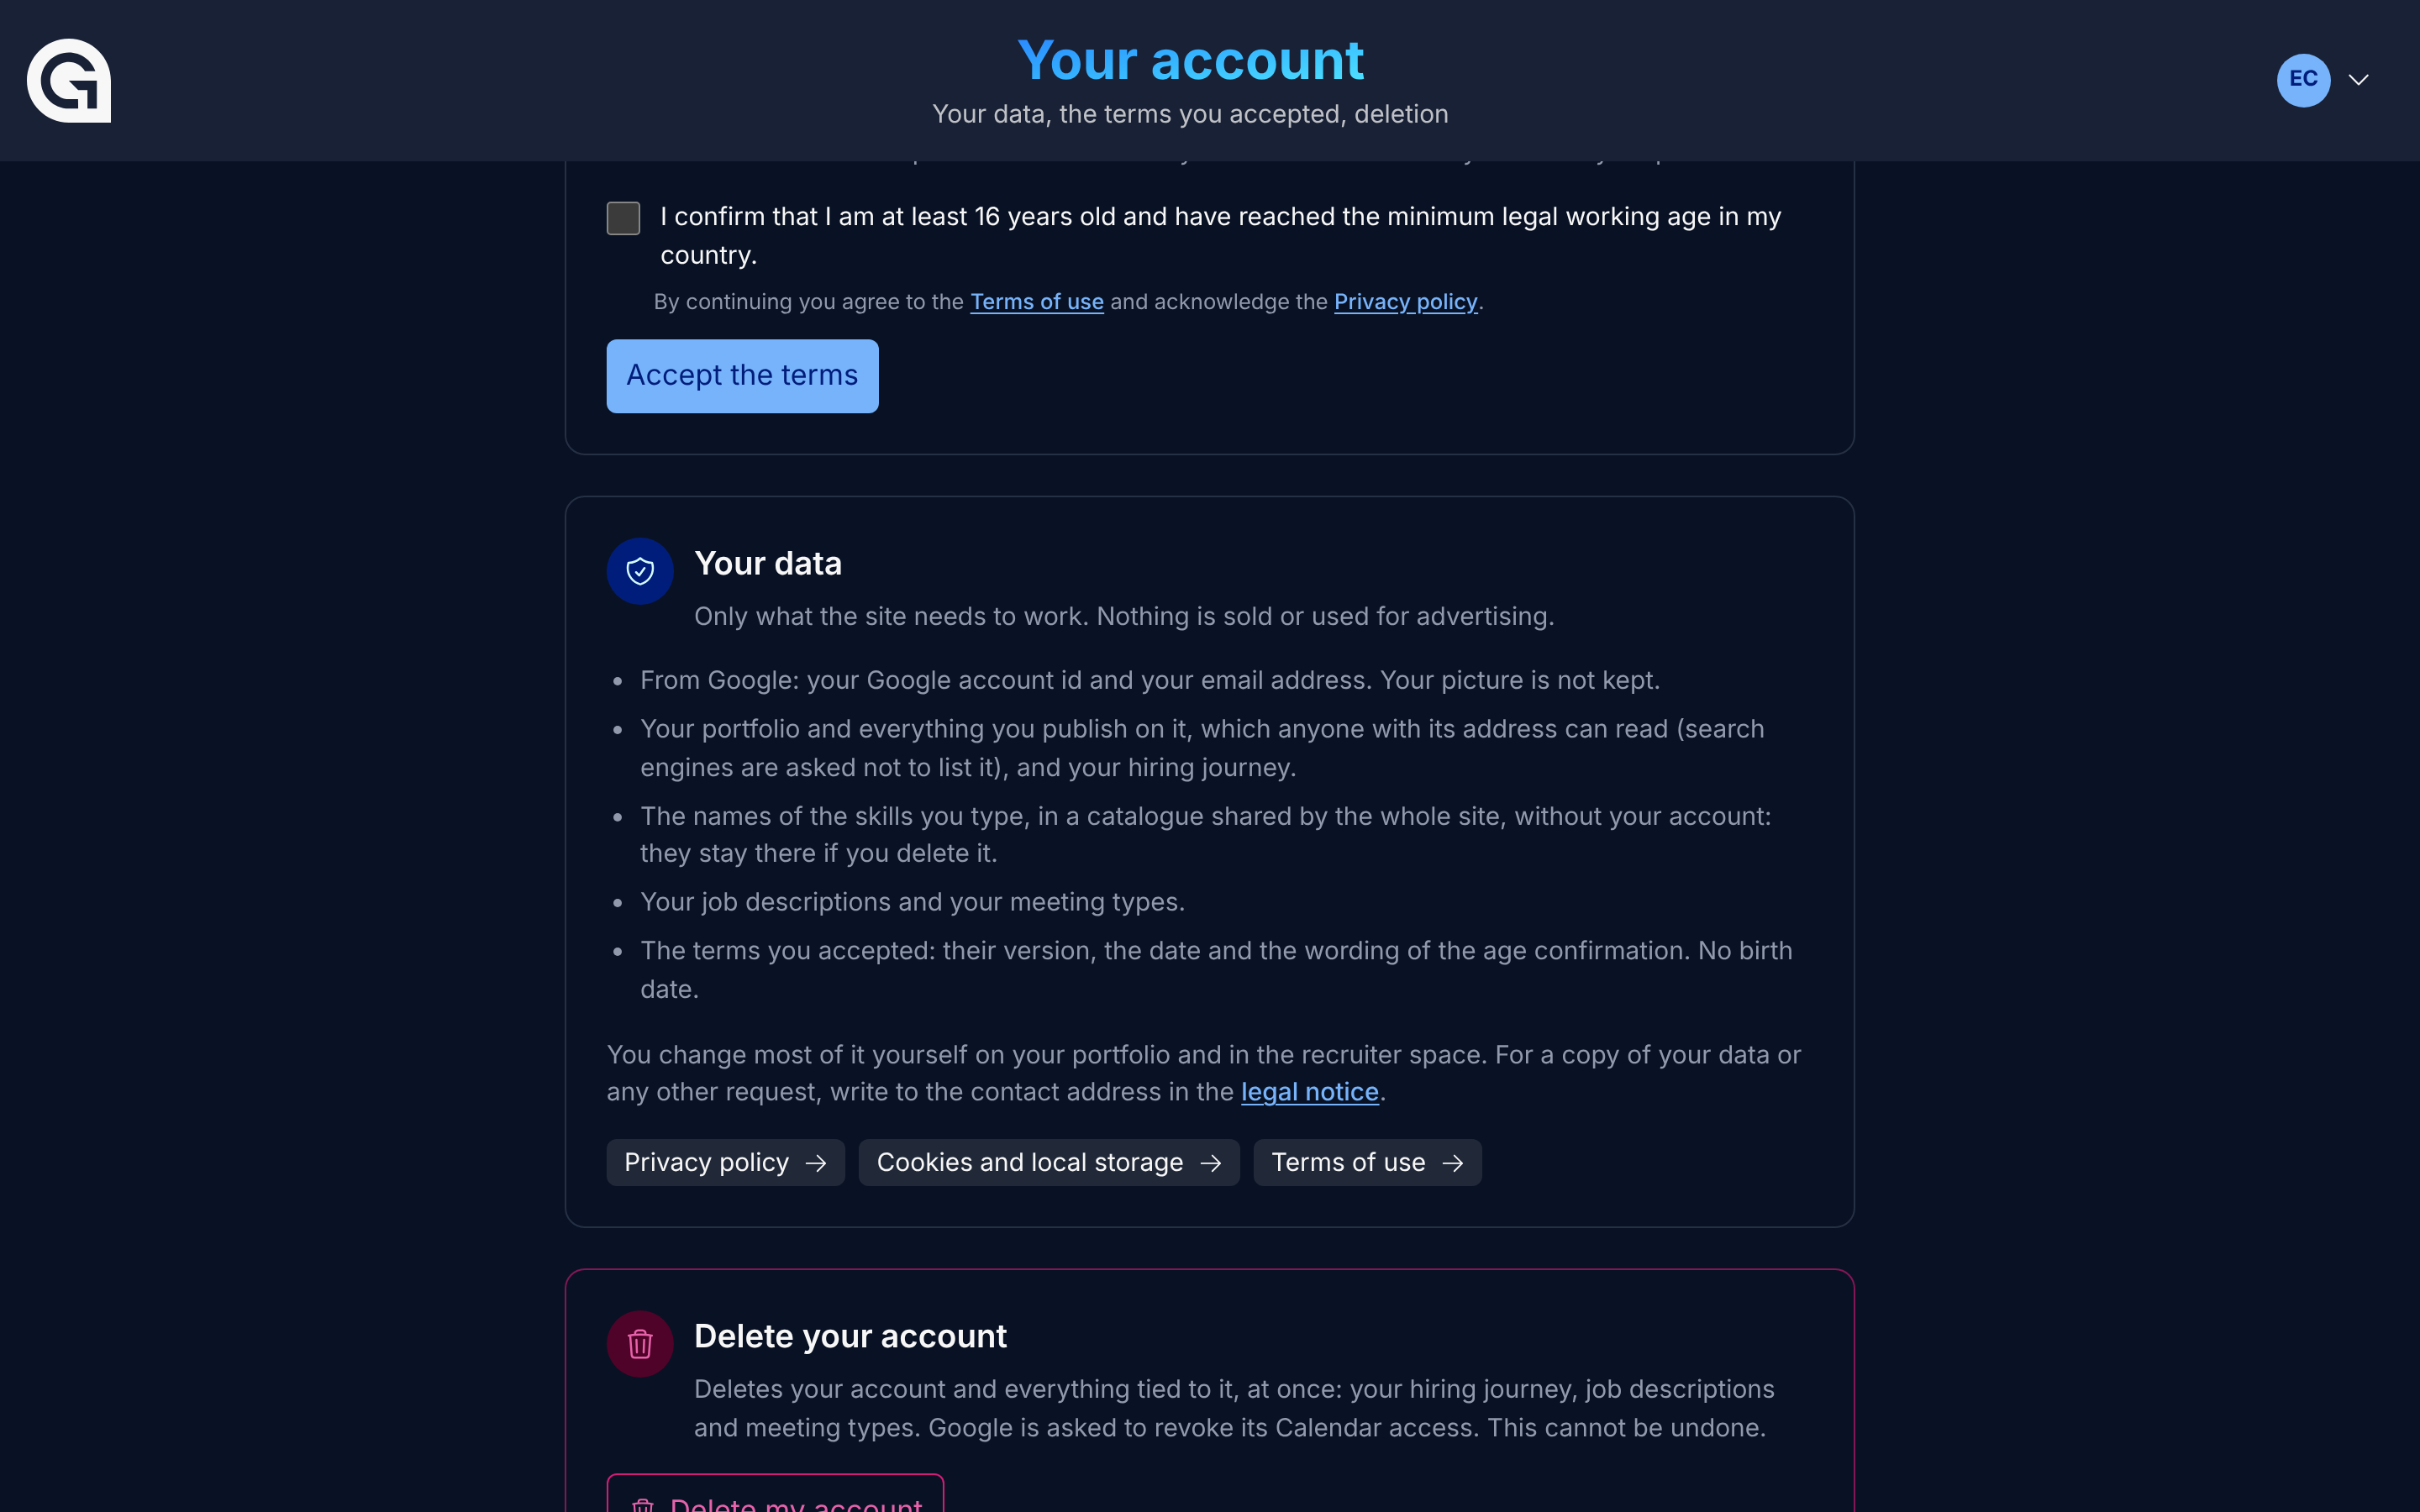 Your account
Your data, the terms you accepted, deletion
EC
I confirm that I am at least 16 years old and have reached the minimum legal working age in my
country.
By continuing you agree to the Terms of use and acknowledge the Privacy policy.
Accept the terms
Your data
Only what the site needs to work. Nothing is sold or used for advertising.
• From Google: your Google account id and your email address. Your picture is not kept.
• Your portfolio and everything you publish on it, which anyone with its address can read (search
engines are asked not to list it), and your hiring journey.
• The names of the skills you type, in a catalogue shared by the whole site, without your account:
they stay there if you delete it.
• Your job descriptions and your meeting types.
• The terms you accepted: their version, the date and the wording of the age confirmation. No birth
date.
You change most of it yourself on your portfolio and in the recruiter space. For a copy of your data or
any other request, write to the contact address in the legal notice.
Privacy policy → Cookies and local storage → Terms of use →
Delete your account
Deletes your account and everything tied to it, at once: your hiring journey, job descriptions
and meeting types. Google is asked to revoke its Calendar access. This cannot be undone.
Delete my account